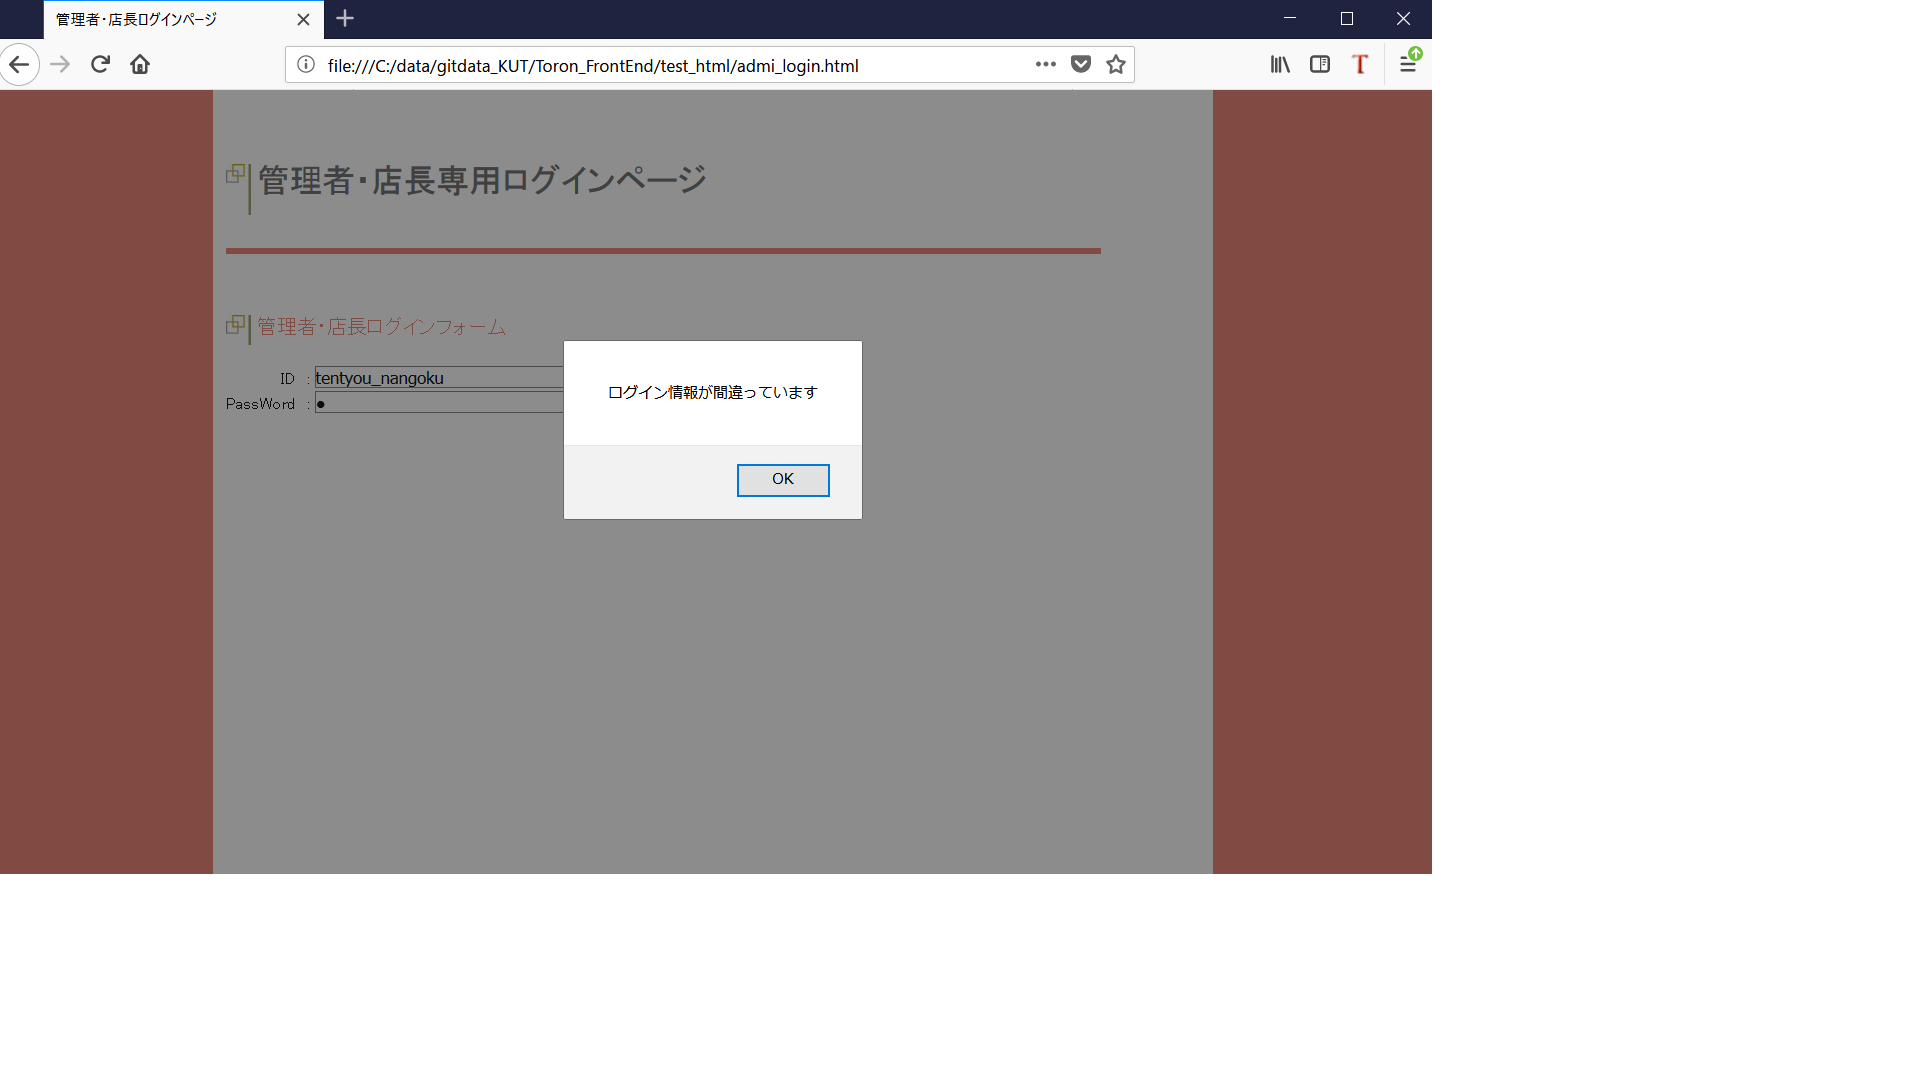 管理者・店長ログインページ
file:///C:/data/gitdata_KUT/Toron_FrontEnd/test_html/admi_login.html
管理者・店長専用ログインページ
管理者・店長ログインフォーム
ID : tentyou_nangoku
PassWord : ●
ログイン情報が間違っています
OK